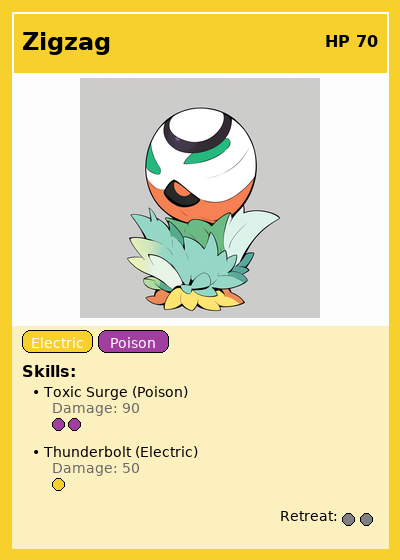 Zigzag HP 70
Electric Poison
Skills:
• Toxic Surge (Poison)
Damage: 90
• Thunderbolt (Electric)
Damage: 50
Retreat: